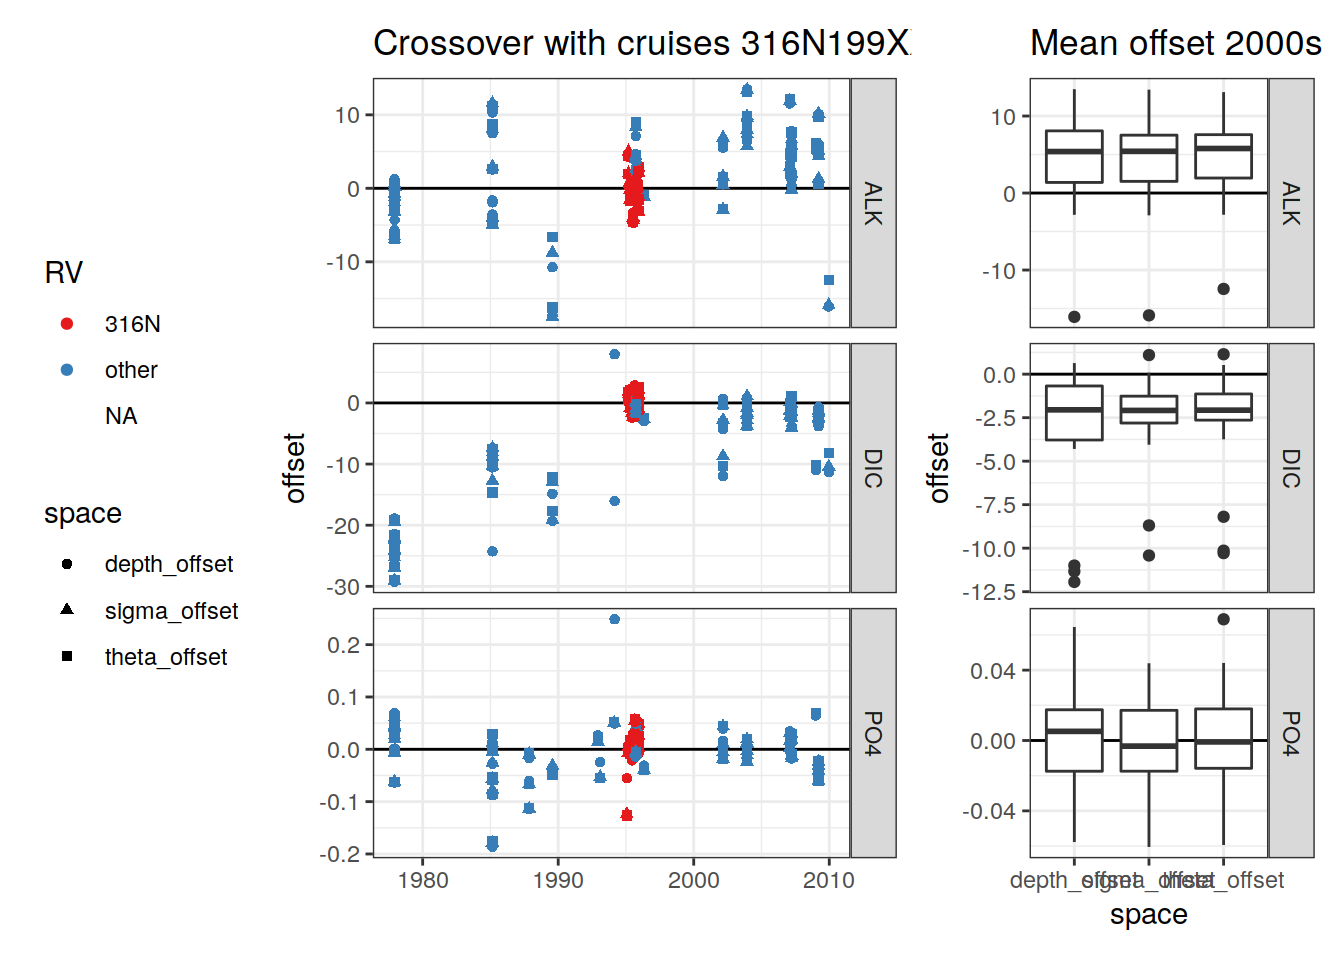 Crossover with cruises 316N199X
Mean offset 2000s
RV
316N
other
NA
space
depth_offset
sigma_offset
theta_offset
offset
10
0
-10
ALK
0
-10
-20
-30
DIC
0.2
0.1
0.0
-0.1
-0.2
PO4
1980
1990
2000
2010
offset
10
0
-10
ALK
0.0
-2.5
-5.0
-7.5
-10.0
-12.5
DIC
0.04
0.00
-0.04
PO4
depth_offset
sigma_offset
theta_offset
space